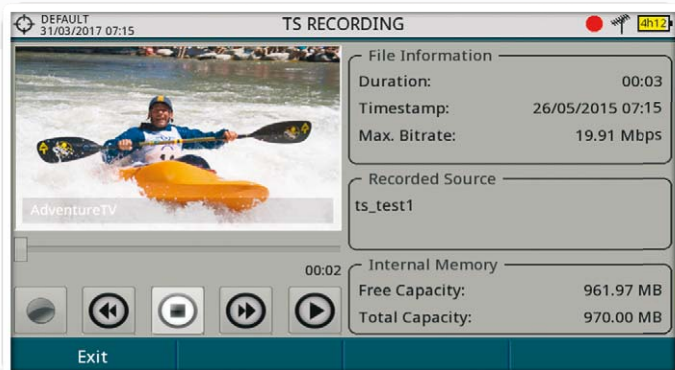 DEFAULT
31/03/2017 07:15
TS RECORDING
4h12
AdventureTV
00:02
File Information
Duration: 00:03
Timestamp: 26/05/2015 07:15
Max. Bitrate: 19.91 Mbps
Recorded Source
ts_test1
Internal Memory
Free Capacity: 961.97 MB
Total Capacity: 970.00 MB
Exit